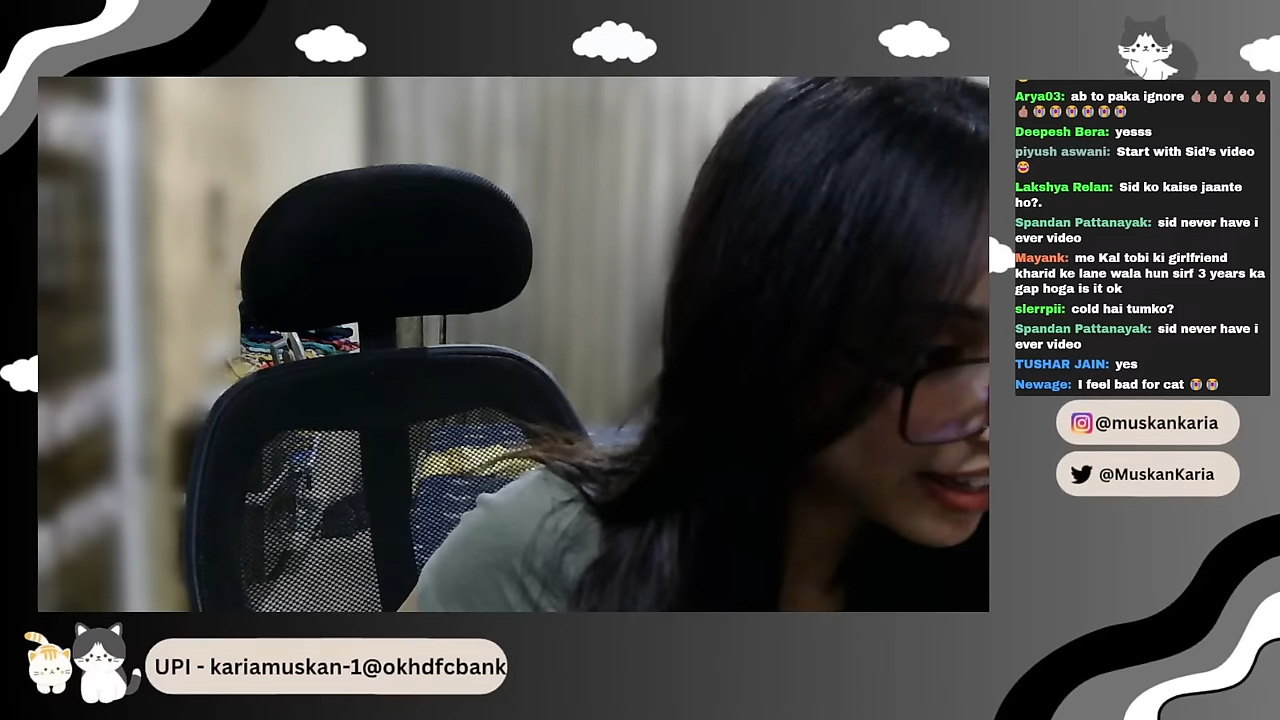 Arya03: ab to paka ignore 👍🏽👍🏽👍🏽👍🏽👍🏽
👍🏽😭😭😭😭😭😭
Deepesh Bera: yesss
piyush aswani: Start with Sid’s video
😅
Lakshya Relan: Sid ko kaise jaante
ho?.
Spandan Pattanayak: sid never have i
ever video
Mayank: me Kal tobi ki girlfriend
kharid ke lane wala hun sirf 3 years ka
gap hoga is it ok
slerrpii: cold hai tumko?
Spandan Pattanayak: sid never have i
ever video
TUSHAR JAIN: yes
Newage: I feel bad for cat 😭😭
@muskankaria
@MuskanKaria
UPI - kariamuskan-1@okhdfcbank